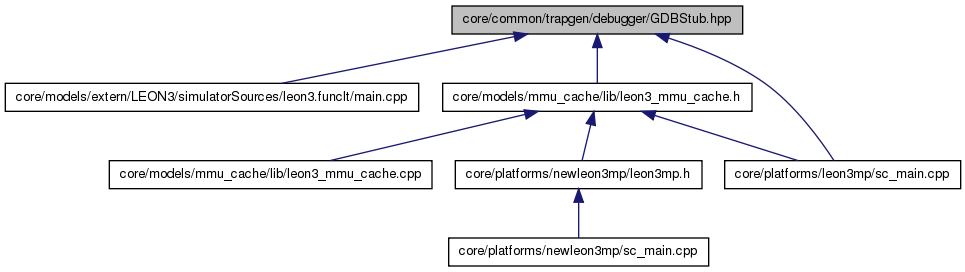 core/common/trapgen/debugger/GDBStub.hpp
core/models/extern/LEON3/simulatorSources/leon3.funclt/main.cpp
core/models/mmu_cache/lib/leon3_mmu_cache.h
core/models/mmu_cache/lib/leon3_mmu_cache.cpp
core/platforms/newleon3mp/leon3mp.h
core/platforms/leon3mp/sc_main.cpp
core/platforms/newleon3mp/sc_main.cpp